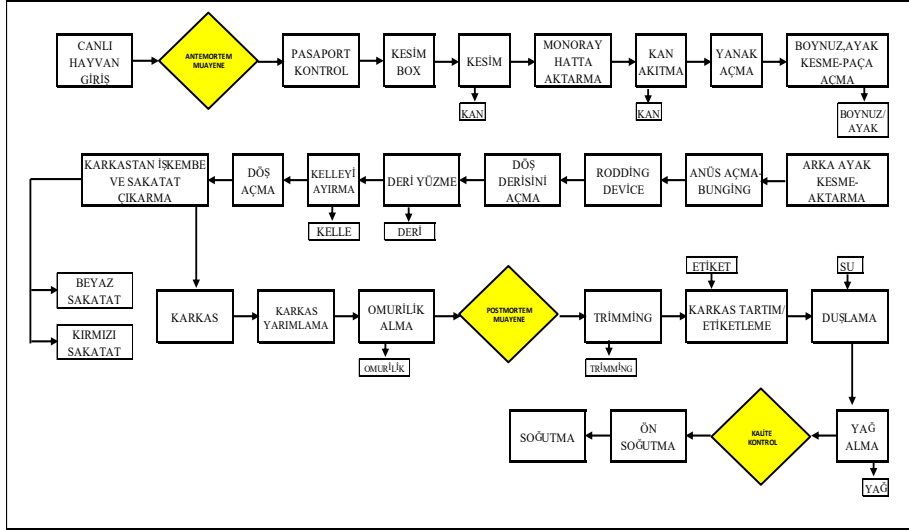 CANLI
HAYVAN
GİRİŞ
ANTEMORTEM
MUAYENE
PASAPORT
KONTROL
KESİM
BOX
KESİM
MONORAY
HATTA
AKTARMA
KAN
AKITMA
YANAK
AÇMA
BOYNUZ,AYAK
KESME-PAÇA
AÇMA
KAN
KAN
BOYNUZ/
AYAK
KARKASTAN İŞKEMBE
VE SAKATAT
ÇIKARMA
DÖŞ
AÇMA
KELLEYİ
AYIRMA
DERİ YÜZME
DÖŞ
DERİSİNİ
AÇMA
RODDİNG
DEVICE
ANÜS AÇMA-
BUNGİNG
ARKA AYAK
KESME-
AKTARMA
KELLE
DERİ
BEYAZ
SAKATAT
KIRMIZI
SAKATAT
KARKAS
KARKAS
YARIMLAMA
OMURİLİK
ALMA
POSTMORTEM
MUAYENE
TRİMMİNG
ETİKET
KARKAS TARTIM/
ETİKETLEME
SU
DUŞLAMA
OMURİLİK
TRİMMİNG
SOĞUTMA
ÖN
SOĞUTMA
KALİTE
KONTROL
YAĞ
ALMA
YAĞ